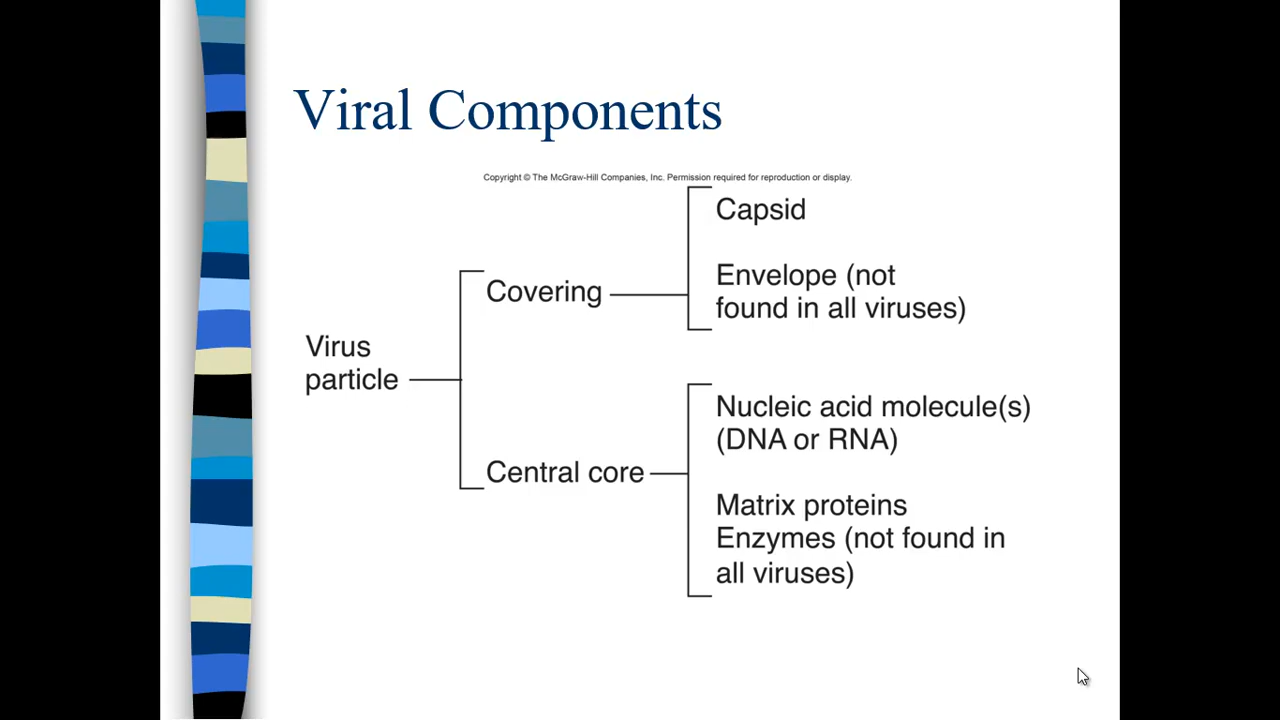 Viral Components
Copyright © The McGraw-Hill Companies, Inc. Permission required for reproduction or display.
Virus
particle
Covering
Capsid
Envelope (not
found in all viruses)
Central core
Nucleic acid molecule(s)
(DNA or RNA)
Matrix proteins
Enzymes (not found in
all viruses)